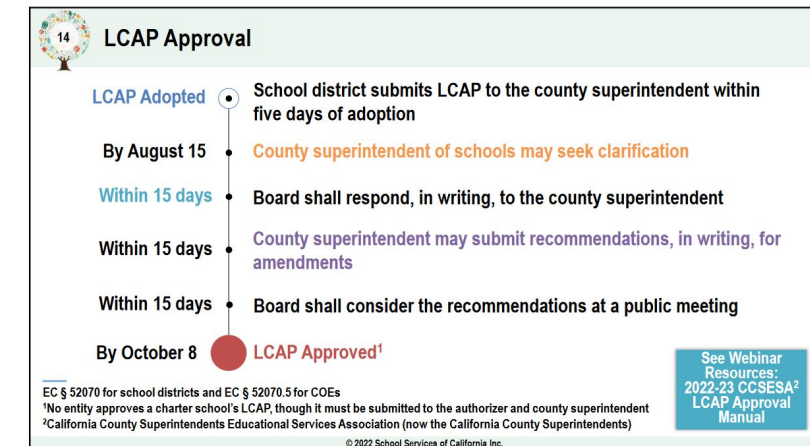 14
LCAP Approval
LCAP Adopted
School district submits LCAP to the county superintendent within
five days of adoption
By August 15
County superintendent of schools may seek clarification
Within 15 days
Board shall respond, in writing, to the county superintendent
Within 15 days
County superintendent may submit recommendations, in writing, for
amendments
Within 15 days
Board shall consider the recommendations at a public meeting
By October 8
LCAP Approved¹
See Webinar
Resources:
2022-23 CCSESA²
LCAP Approval
Manual
EC § 52070 for school districts and EC § 52070.5 for COEs
¹No entity approves a charter school's LCAP, though it must be submitted to the authorizer and county superintendent
²California County Superintendents Educational Services Association (now the California County Superintendents)
© 2022 School Services of California Inc.